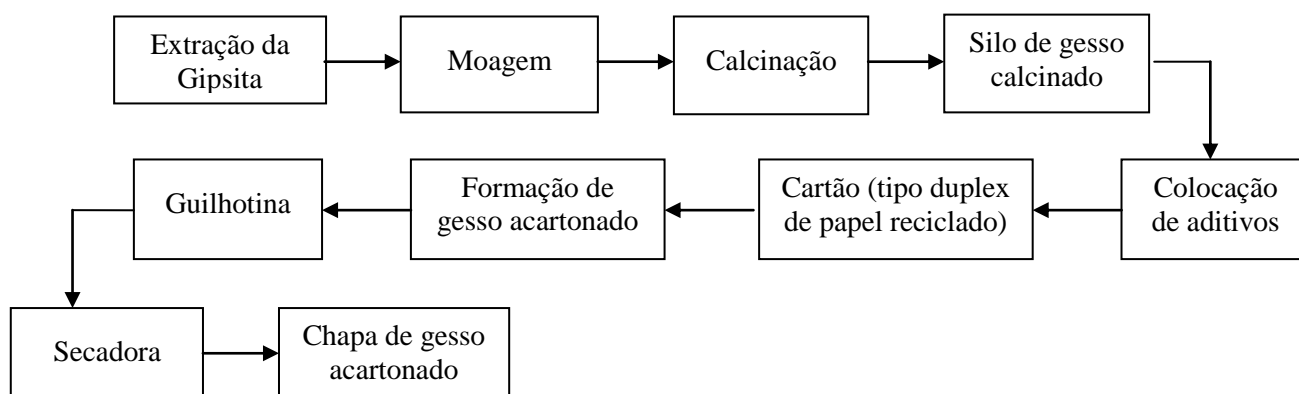 Extração da
Gipsita
Moagem
Calcinação
Silo de gesso
calcinado
Colocação
de aditivos
Cartão (tipo duplex
de papel reciclado)
Formação de
gesso acartonado
Guilhotina
Secadora
Chapa de gesso
acartonado